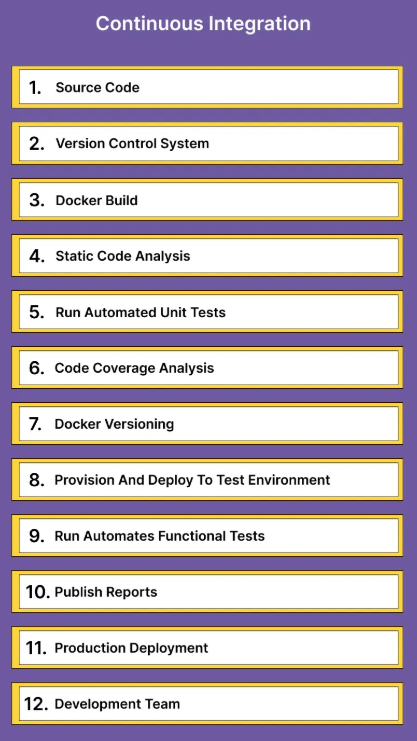 Continuous Integration
1. Source Code
2. Version Control System
3. Docker Build
4. Static Code Analysis
5. Run Automated Unit Tests
6. Code Coverage Analysis
7. Docker Versioning
8. Provision And Deploy To Test Environment
9. Run Automates Functional Tests
10. Publish Reports
11. Production Deployment
12. Development Team